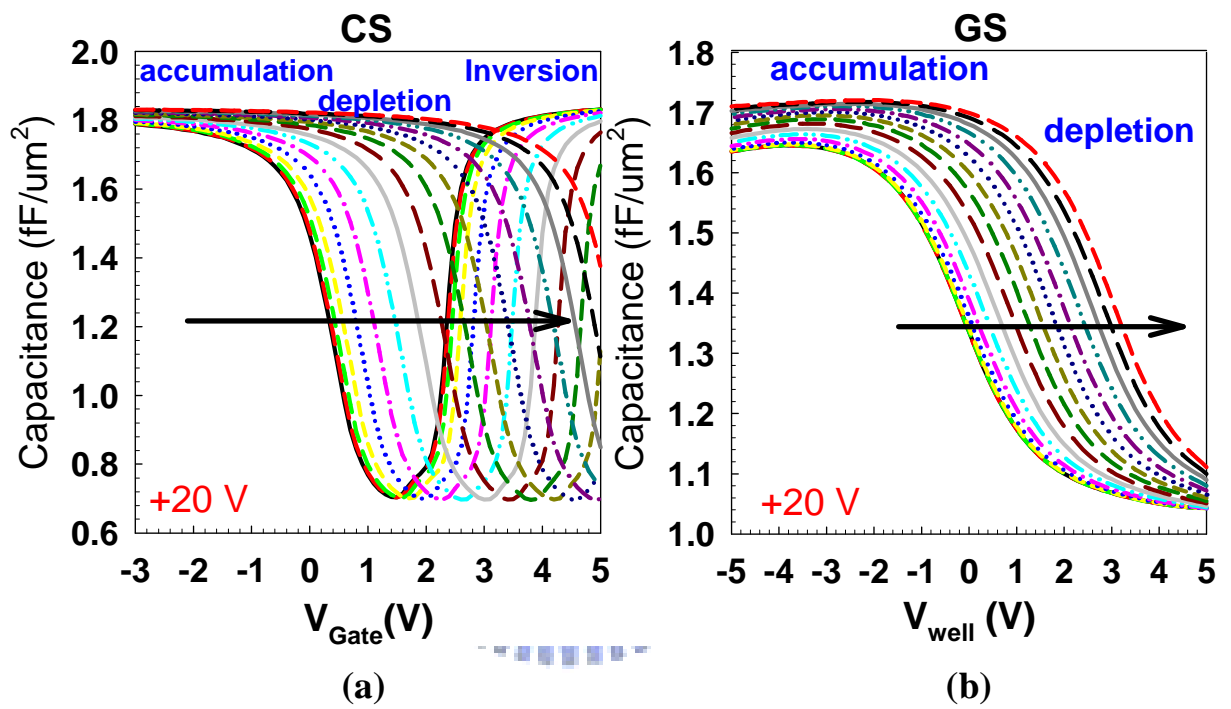 CS
2.0
1.8
1.6
1.4
1.2
1.0
0.8
0.6
Capacitance (fF/um²)
accumulation
depletion
Inversion
+20 V
-3 -2 -1 0 1 2 3 4 5
V_Gate(V)
(a)
GS
1.8
1.7
1.6
1.5
1.4
1.3
1.2
1.1
1.0
Capacitance (fF/um²)
accumulation
depletion
+20 V
-5 -4 -3 -2 -1 0 1 2 3 4 5
V_well (V)
(b)